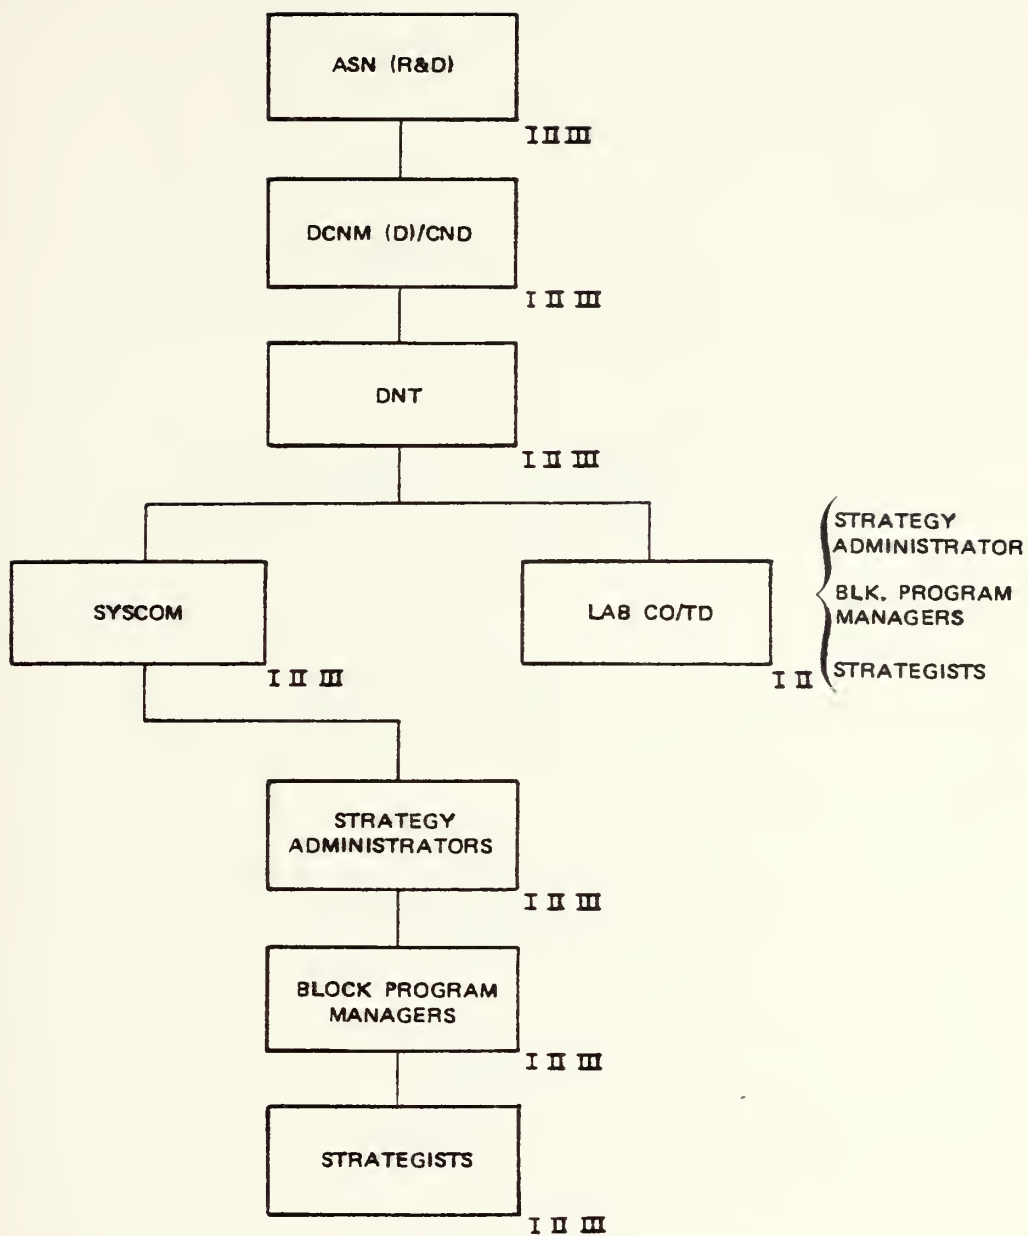 ASN (R&D)
I II III
DCNM (D)/CND
I II III
DNT
I II III
SYSCOM
I II III
LAB CO/TD
I II
STRATEGY
ADMINISTRATOR
BLK. PROGRAM
MANAGERS
STRATEGISTS
STRATEGY
ADMINISTRATORS
I II III
BLOCK PROGRAM
MANAGERS
I II III
STRATEGISTS
I II III